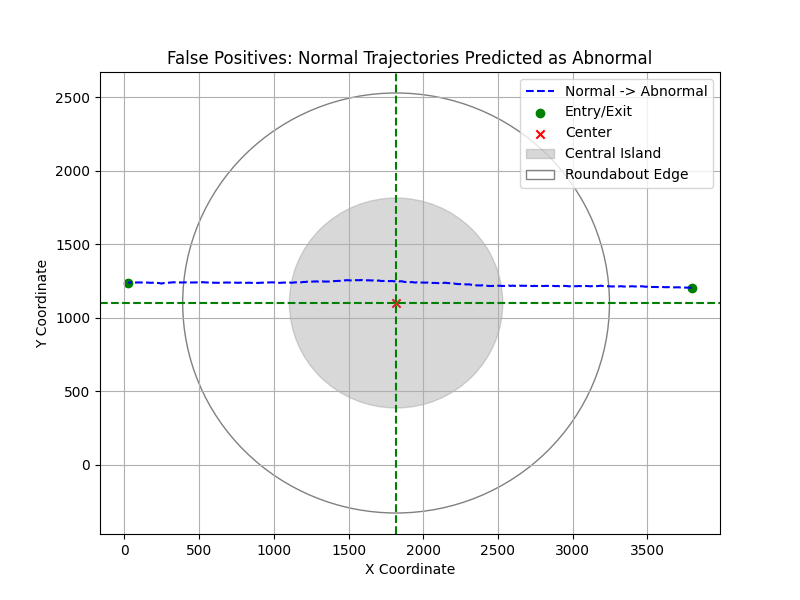 False Positives: Normal Trajectories Predicted as Abnormal
Normal -> Abnormal
Entry/Exit
Center
Central Island
Roundabout Edge
2500
2000
1500
1000
500
0
Y Coordinate
0 500 1000 1500 2000 2500 3000 3500
X Coordinate